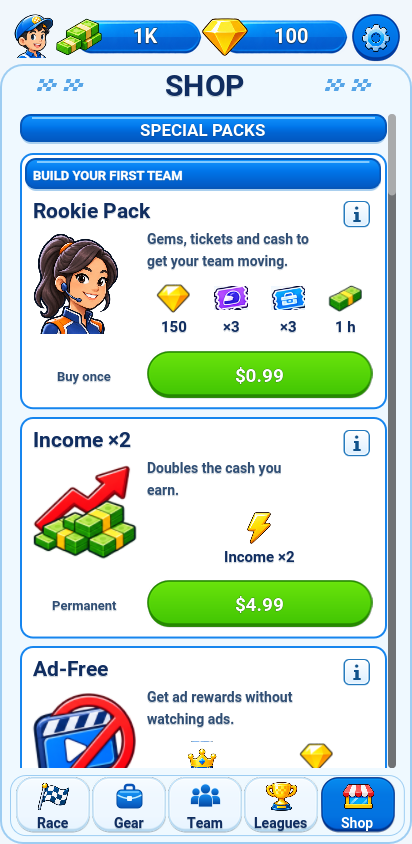 1K
100
SHOP
SPECIAL PACKS
BUILD YOUR FIRST TEAM
Rookie Pack
i
Gems, tickets and cash to
get your team moving.
150
×3
×3
1 h
Buy once
$0.99
Income ×2
i
Doubles the cash you
earn.
Income ×2
Permanent
$4.99
Ad-Free
i
Get ad rewards without
watching ads.
Race
Gear
Team
Leagues
Shop